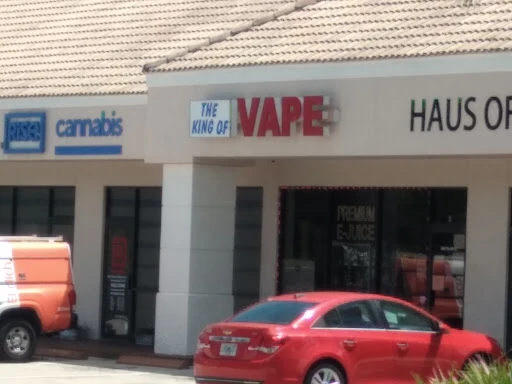 RISE
cannabis
THE
KING OF
VAPE
HAUS OF
PREMIUM
E-JUICE